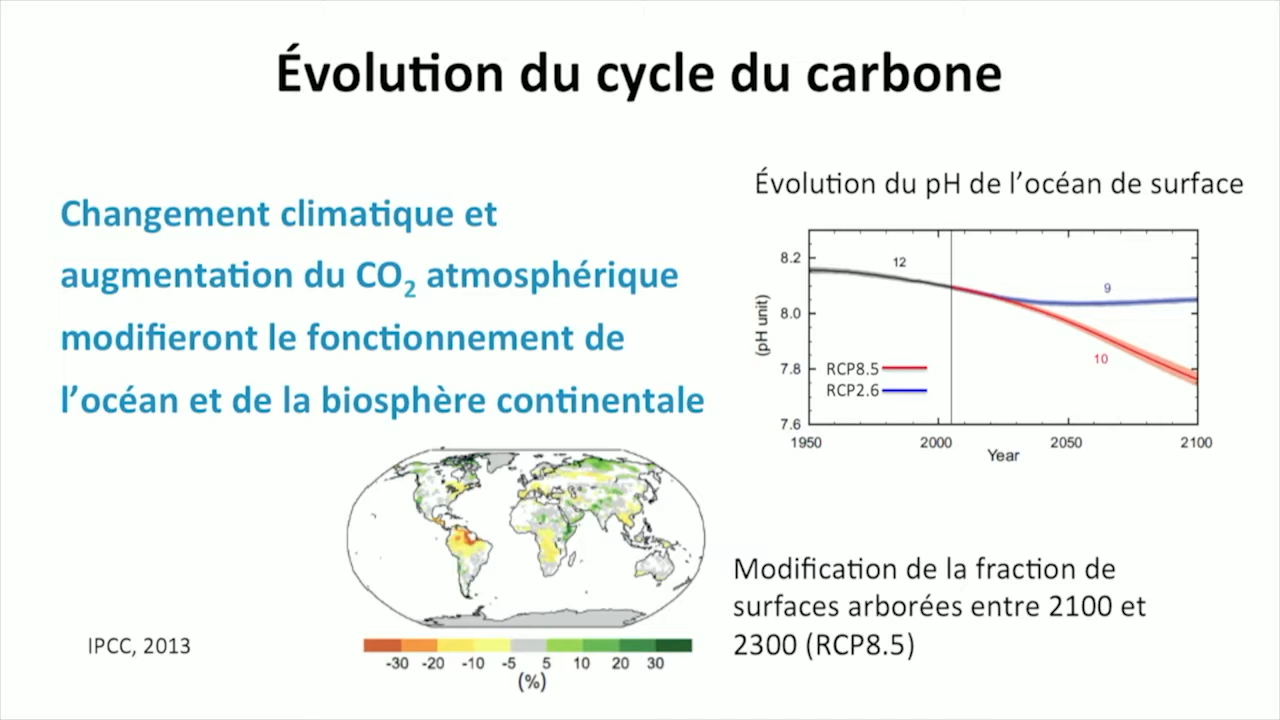 Évolution du cycle du carbone
Changement climatique et
augmentation du CO₂ atmosphérique
modifieront le fonctionnement de
l’océan et de la biosphère continentale
Évolution du pH de l’océan de surface
8.2
8.0
7.8
7.6
(pH unit)
12
9
10
RCP8.5
RCP2.6
1950
2000
2050
2100
Year
-30 -20 -10 -5 5 10 20 30
(%)
Modification de la fraction de
surfaces arborées entre 2100 et
2300 (RCP8.5)
IPCC, 2013